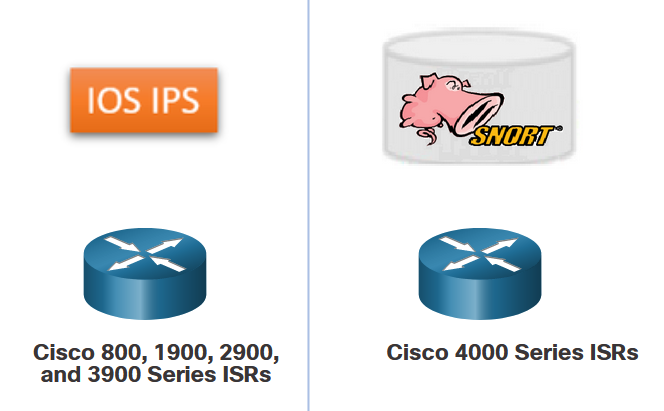 IOS IPS
SNORT
Cisco 800, 1900, 2900,
and 3900 Series ISRs
Cisco 4000 Series ISRs